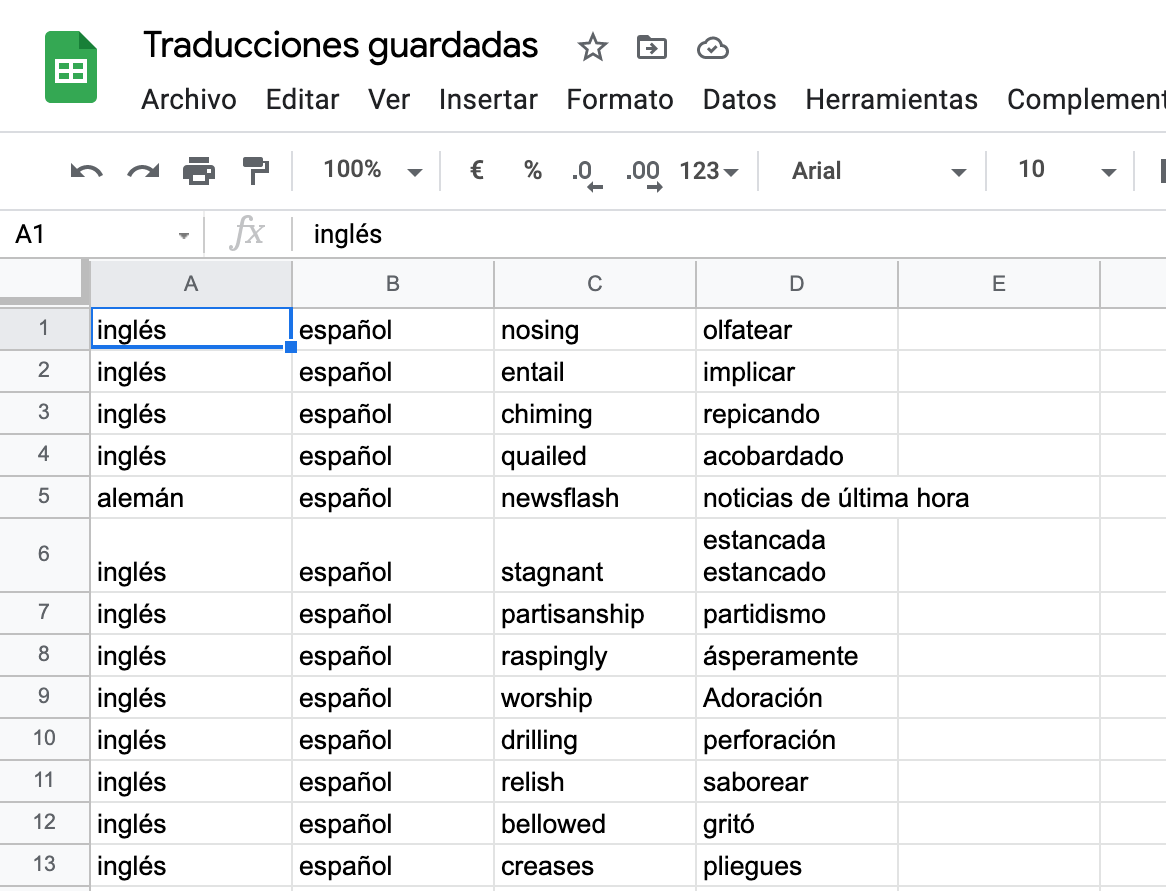 Traducciones guardadas
Archivo Editar Ver Insertar Formato Datos Herramientas Complement
100% € % .0 .00 123 Arial 10
A1 fx inglés
A B C D E
1 inglés español nosing olfatear
2 inglés español entail implicar
3 inglés español chiming repicando
4 inglés español quailed acobardado
5 alemán español newsflash noticias de última hora
estancada
6 inglés español stagnant estancado
7 inglés español partisanship partidismo
8 inglés español raspingly ásperamente
9 inglés español worship Adoración
10 inglés español drilling perforación
11 inglés español relish saborear
12 inglés español bellowed gritó
13 inglés español creases pliegues